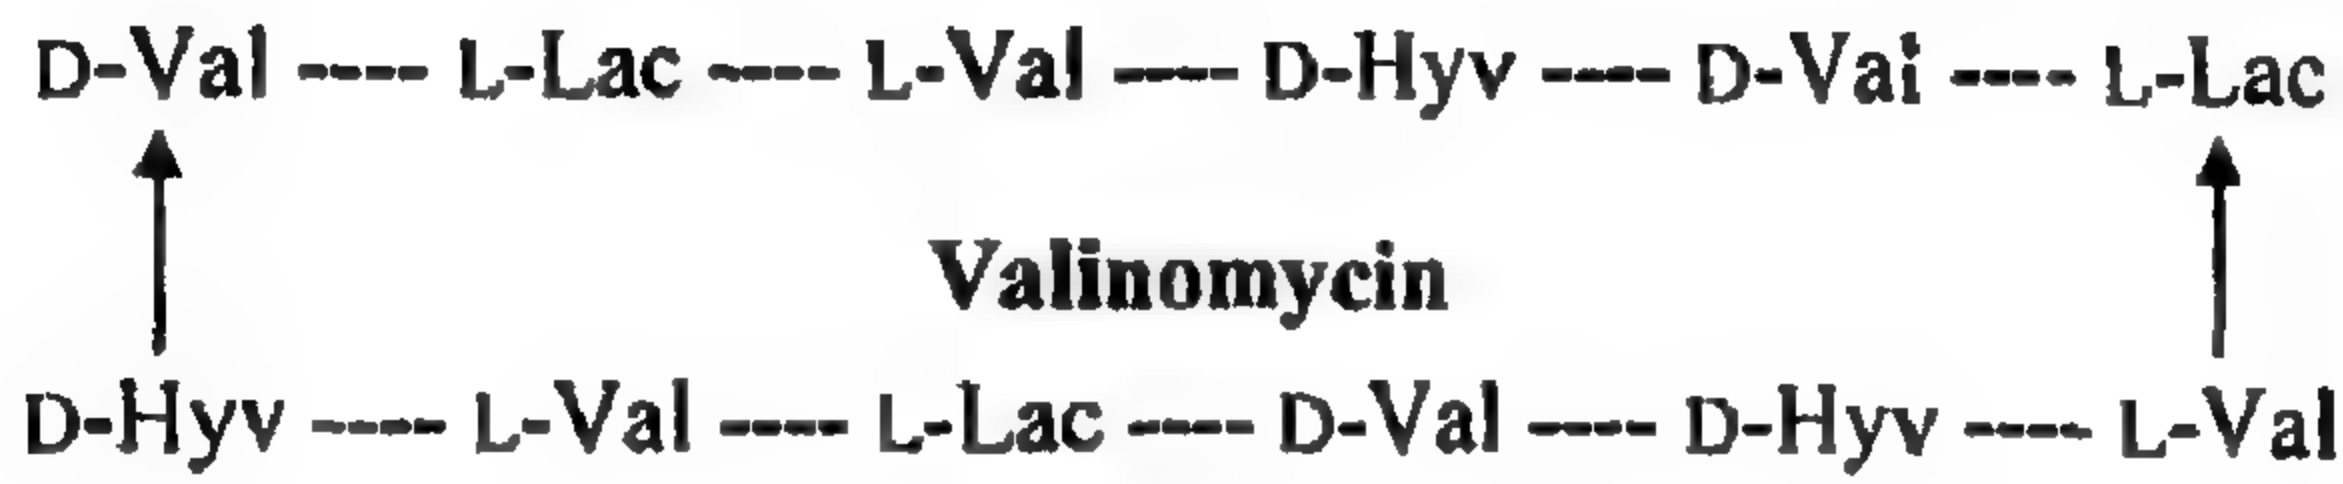 D-Val ---- L-Lac ---- L-Val ---- D-Hyv ---- D-Vai ---- L-Lac
Valinomycin
D-Hyv ---- L-Val ---- L-Lac ---- D-Val ---- D-Hyv ---- L-Val